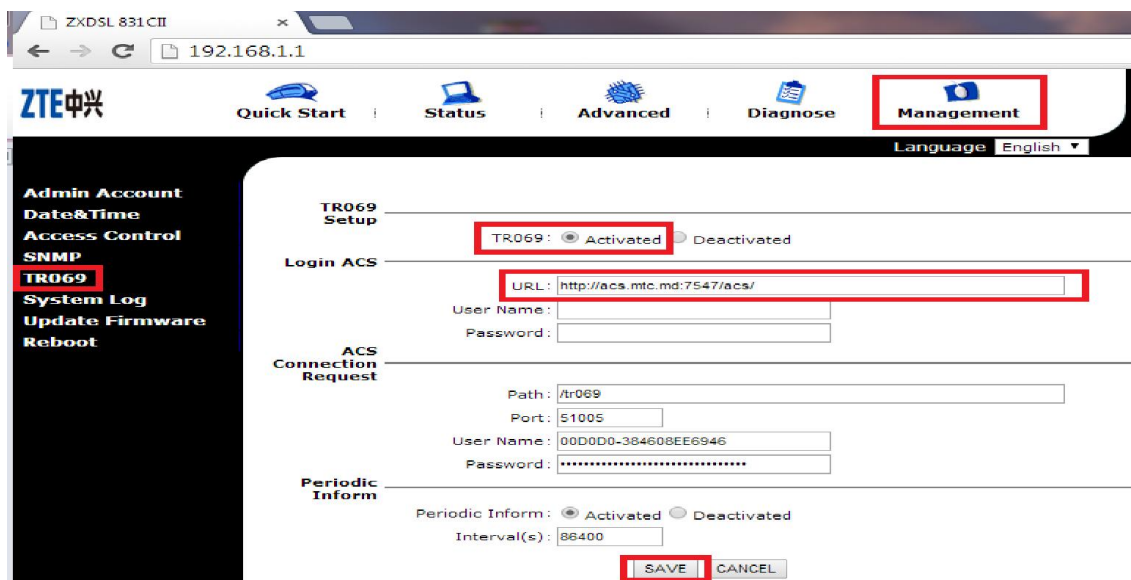 ZXDSL 831CII
192.168.1.1
ZTE中兴
Quick Start
Status
Advanced
Diagnose
Management
Language English
Admin Account
Date&Time
Access Control
SNMP
TR069
System Log
Update Firmware
Reboot
TR069
Setup
TR069: Activated Deactivated
Login ACS
URL: http://acs.mtc.md:7547/acs/
User Name:
Password:
ACS
Connection
Request
Path: /tr069
Port: 51005
User Name: 00D0D0-384608EE6946
Password: •••••••••••••••••••••••••••••••
Periodic
Inform
Periodic Inform: Activated Deactivated
Interval(s): 86400
SAVE CANCEL